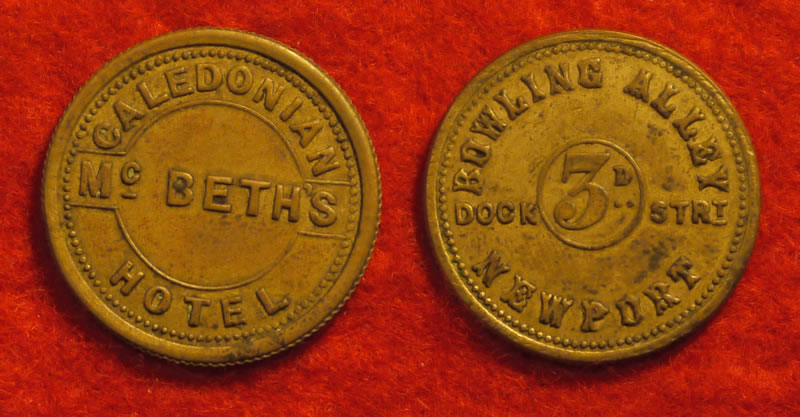 CALEDONIAN
Mc BETH'S
HOTEL
BOWLING ALLEY
3D
DOCK STRT
NEWPORT